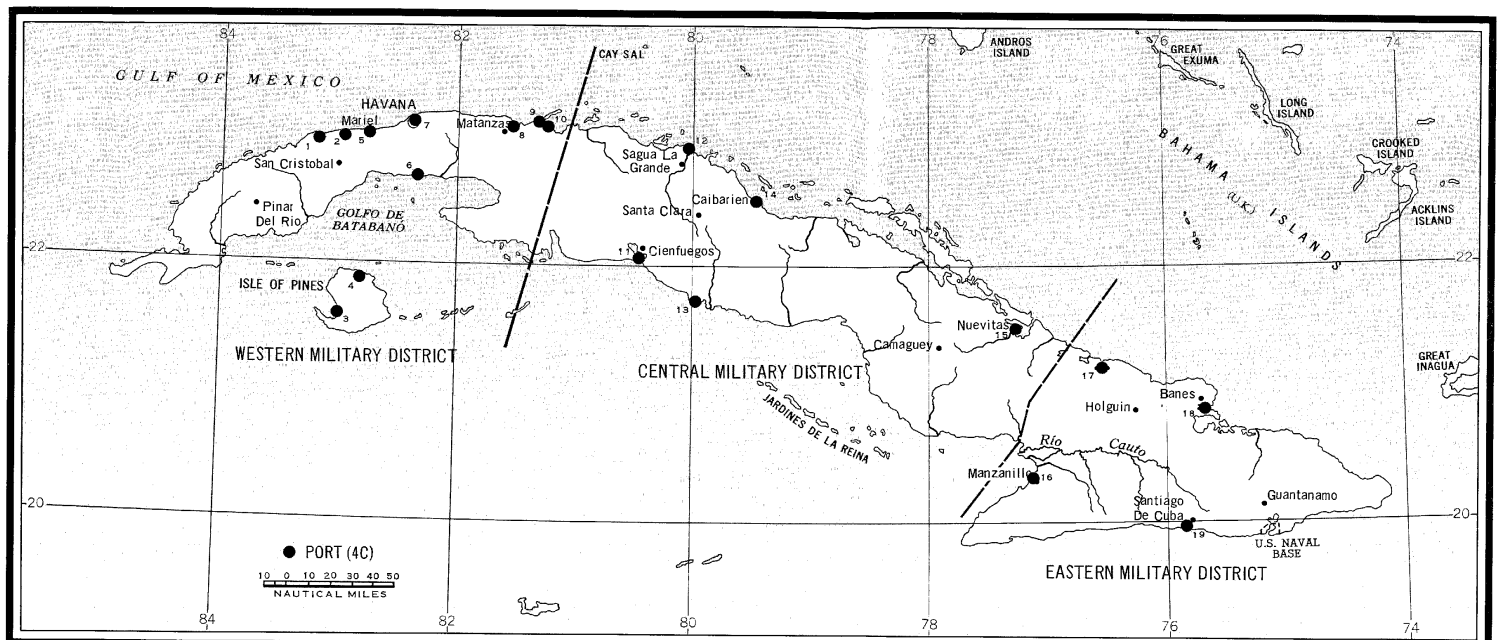 84
82
80
78
76
74
CAY SAL
ANDROS
ISLAND
GREAT
EXUMA
GULF OF MEXICO
LONG
ISLAND
HAVANA
Mariel
Matanzas
1
2
5
7
8
9
10
12
San Cristobal
6
Sagua La
Grande
CROOKED
ISLAND
BAHAMA ISLANDS
(U.K.)
Pinar
Del Rio
GOLFO DE
BATABANÓ
Santa Clara
Caibarien
14
ACKLINS
ISLAND
22
11
Cienfuegos
22
ISLE OF PINES
4
3
13
Nuevitas
15
WESTERN MILITARY DISTRICT
CENTRAL MILITARY DISTRICT
Camaguey
17
GREAT
INAGUA
JARDINES DE LA REINA
Holguin
Banes
18
Río Cauto
Manzanillo
16
20
Santiago
De Cuba
19
Guantanamo
20
U.S. NAVAL
BASE
PORT (4C)
10 0 10 20 30 40 50
NAUTICAL MILES
EASTERN MILITARY DISTRICT
84
82
80
78
76
74